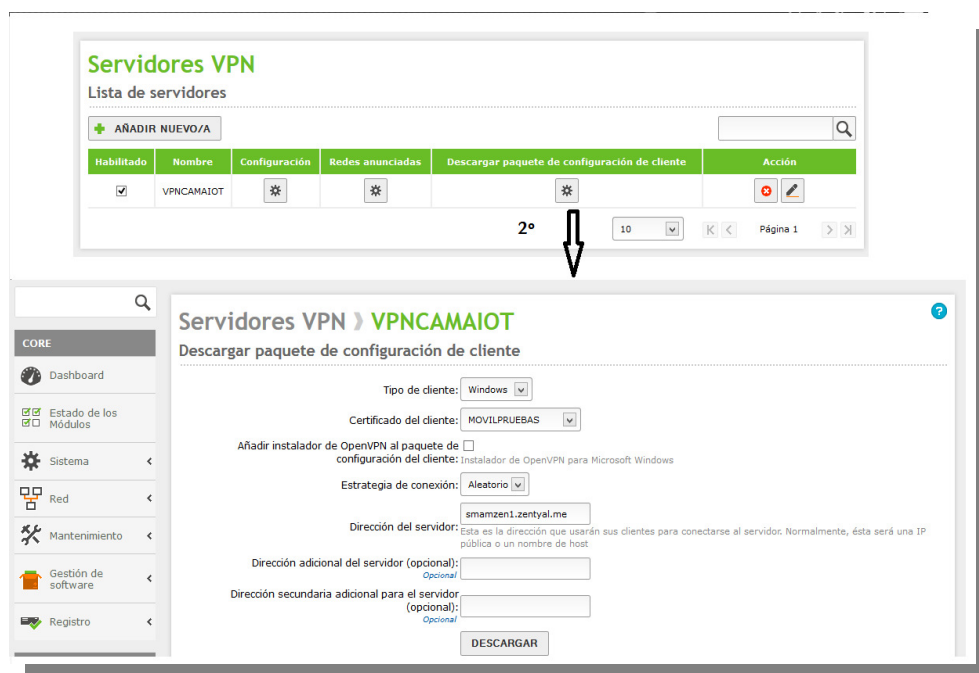 Servidores VPN
Lista de servidores
AÑADIR NUEVO/A
Habilitado Nombre Configuración Redes anunciadas Descargar paquete de configuración de cliente Acción
VPNCAMAIOT
2º
10
Página 1
Servidores VPN VPNCAMAIOT
?
Descargar paquete de configuración de cliente
CORE
Dashboard
Estado de los
Módulos
Sistema
Red
Mantenimiento
Gestión de
software
Registro
Tipo de cliente: Windows
Certificado del cliente: MOVILPRUEBAS
Añadir instalador de OpenVPN al paquete de
configuración del cliente: Instalador de OpenVPN para Microsoft Windows
Estrategia de conexión: Aleatorio
smamzen1.zentyal.me
Dirección del servidor: Esta es la dirección que usarán sus clientes para conectarse al servidor. Normalmente, ésta será una IP
pública o un nombre de host
Dirección adicional del servidor (opcional):
Opcional
Dirección secundaria adicional para el servidor
(opcional):
Opcional
DESCARGAR